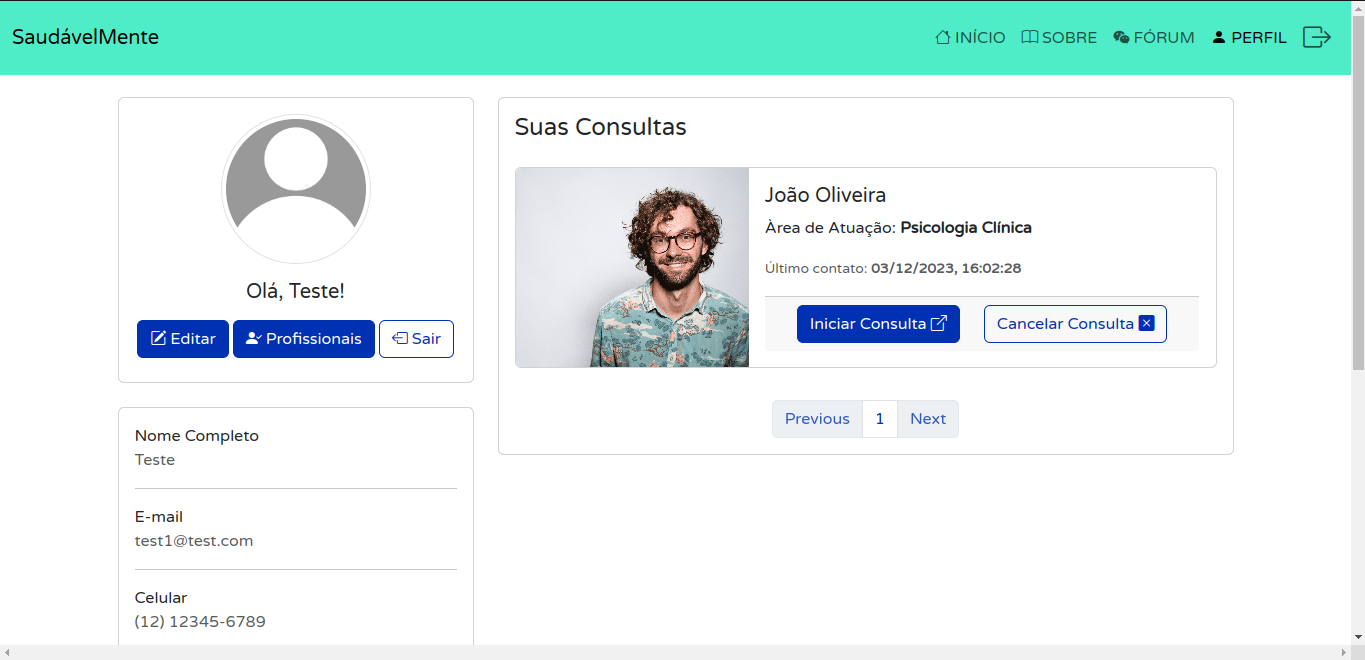 SaudávelMente
INÍCIO SOBRE FÓRUM PERFIL
Olá, Teste!
Editar Profissionais Sair
Nome Completo
Teste
E-mail
test1@test.com
Celular
(12) 12345-6789
Suas Consultas
João Oliveira
Àrea de Atuação: Psicologia Clínica
Último contato: 03/12/2023, 16:02:28
Iniciar Consulta Cancelar Consulta
Previous 1 Next